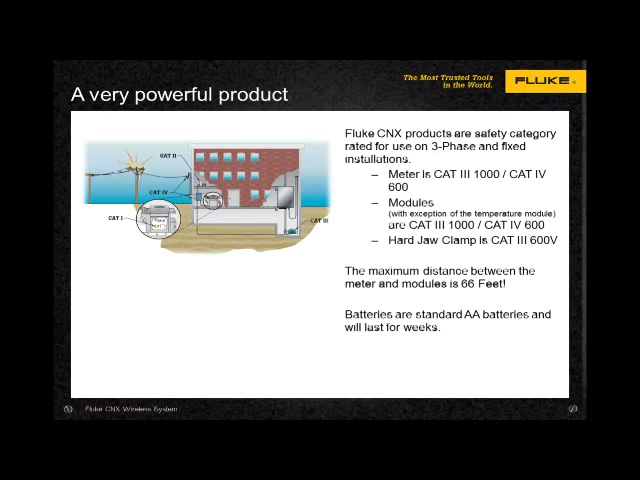 The Most Trusted Tools
in the World.
FLUKE
A very powerful product
Fluke CNX products are safety category
rated for use on 3-Phase and fixed
installations.
– Meter is CAT III 1000 / CAT IV
600
– Modules
(with exception of the temperature module)
are CAT III 1000 / CAT IV 600
– Hard Jaw Clamp is CAT III 600V
The maximum distance between the
meter and modules is 66 Feet!
Batteries are standard AA batteries and
will last for weeks.
CAT II
CAT IV
CAT I
CAT III
Fluke CNX Wireless System